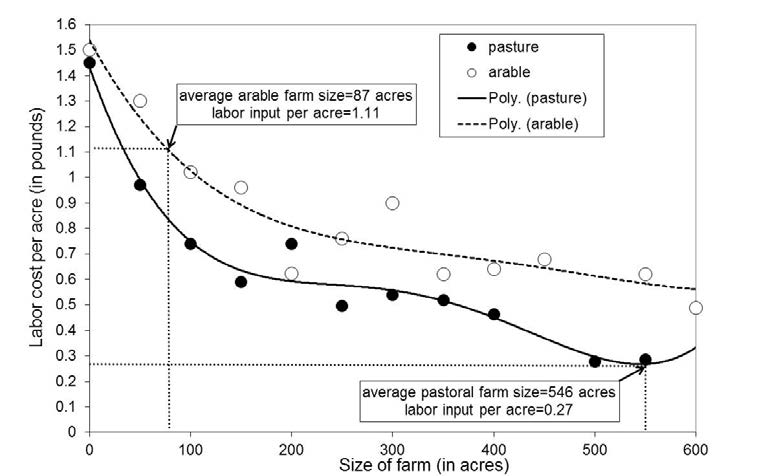 1.6
1.5
1.4
1.3
1.2
1.1
1
0.9
0.8
0.7
0.6
0.5
0.4
0.3
0.2
0.1
0
Labor cost per acre (in pounds)
pasture
arable
Poly. (pasture)
Poly. (arable)
average arable farm size=87 acres
labor input per acre=1.11
average pastoral farm size=546 acres
labor input per acre=0.27
0 100 200 300 400 500 600
Size of farm (in acres)